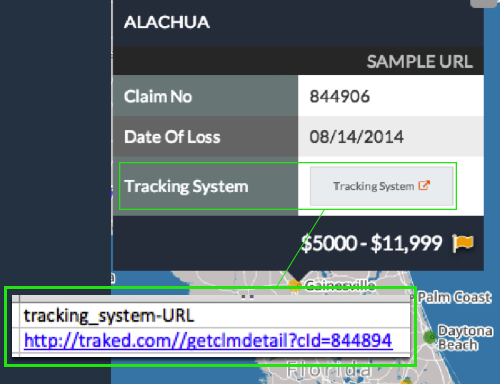 ALACHUA
SAMPLE URL
Claim No 844906
Date Of Loss 08/14/2014
Tracking System Tracking System
$5000 - $11,999
Gainesville
Palm Coast
tracking_system-URL
http://traked.com//getclmdetail?cId=844894
Daytona
Beach
Florida